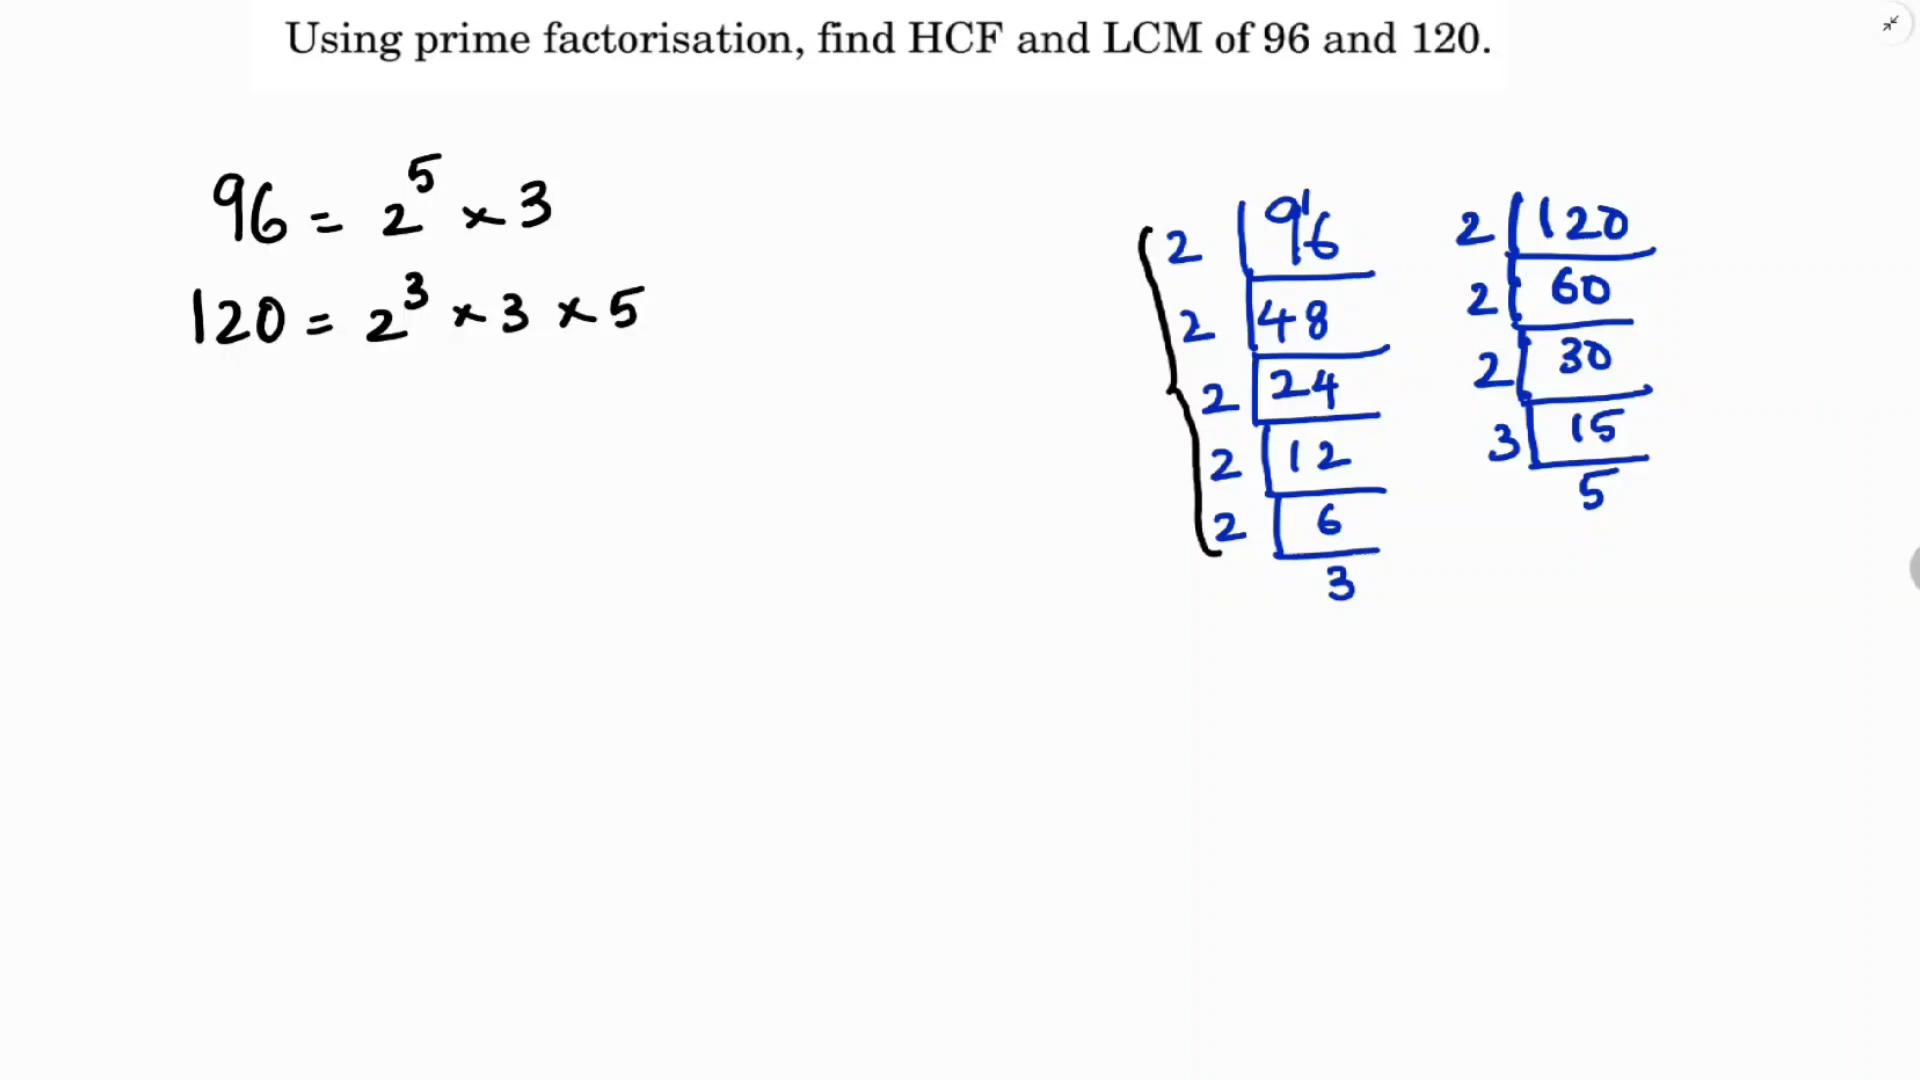 Using prime factorisation, find HCF and LCM of 96 and 120.
96 = 2^5 × 3
120 = 2^3 × 3 × 5
2 | 96
2 | 48
2 | 24
2 | 12
2 | 6
3
2 | 120
2 | 60
2 | 30
3 | 15
5